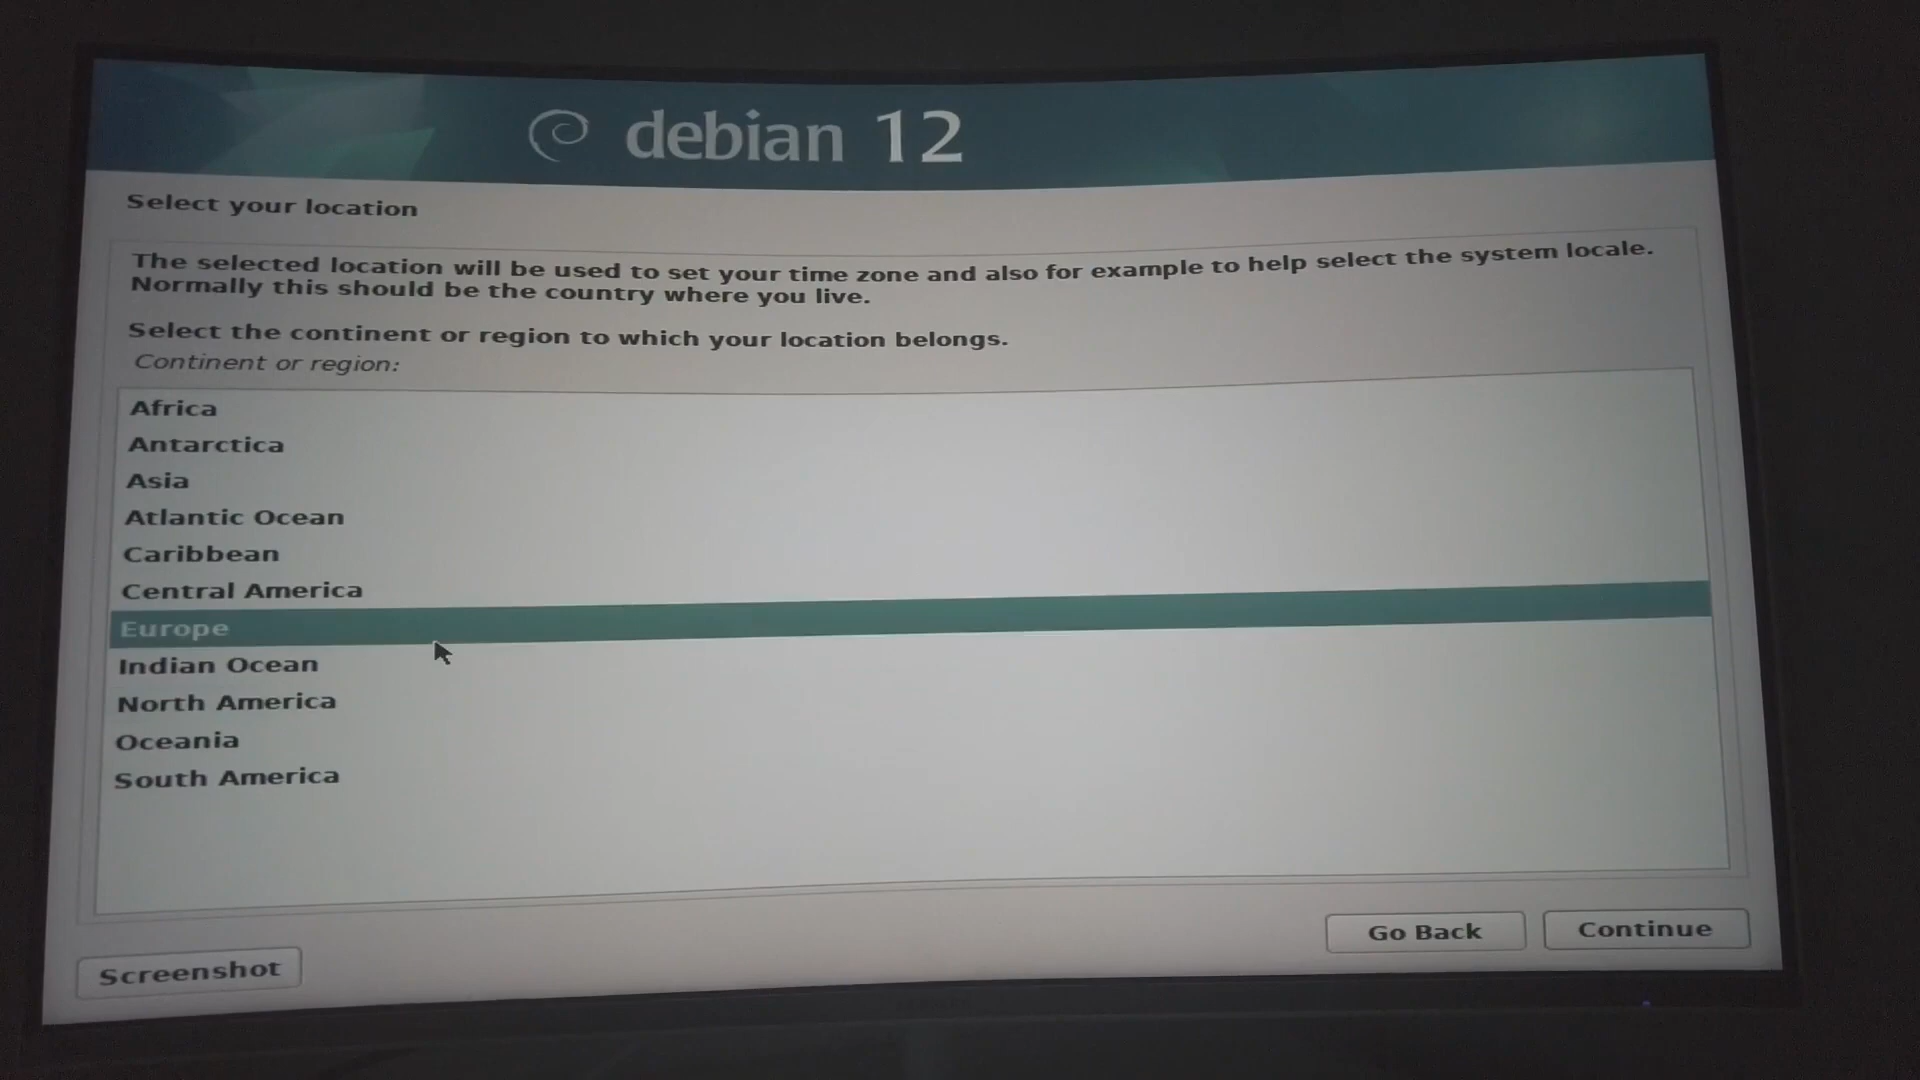 debian 12
Select your location
The selected location will be used to set your time zone and also for example to help select the system locale.
Normally this should be the country where you live.
Select the continent or region to which your location belongs.
Continent or region:
Africa
Antarctica
Asia
Atlantic Ocean
Caribbean
Central America
Europe
Indian Ocean
North America
Oceania
South America
Screenshot
Go Back
Continue